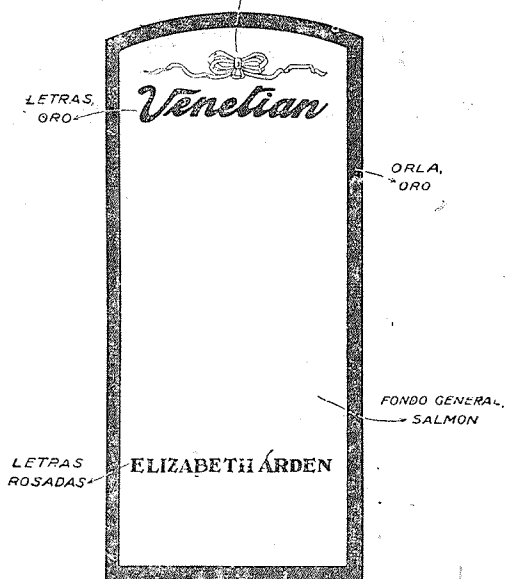 Venetian
LETRAS,
ORO
ORLA,
ORO
FONDO GENERAL,
SALMON
LETRAS
ROSADAS
ELIZABETH ARDEN